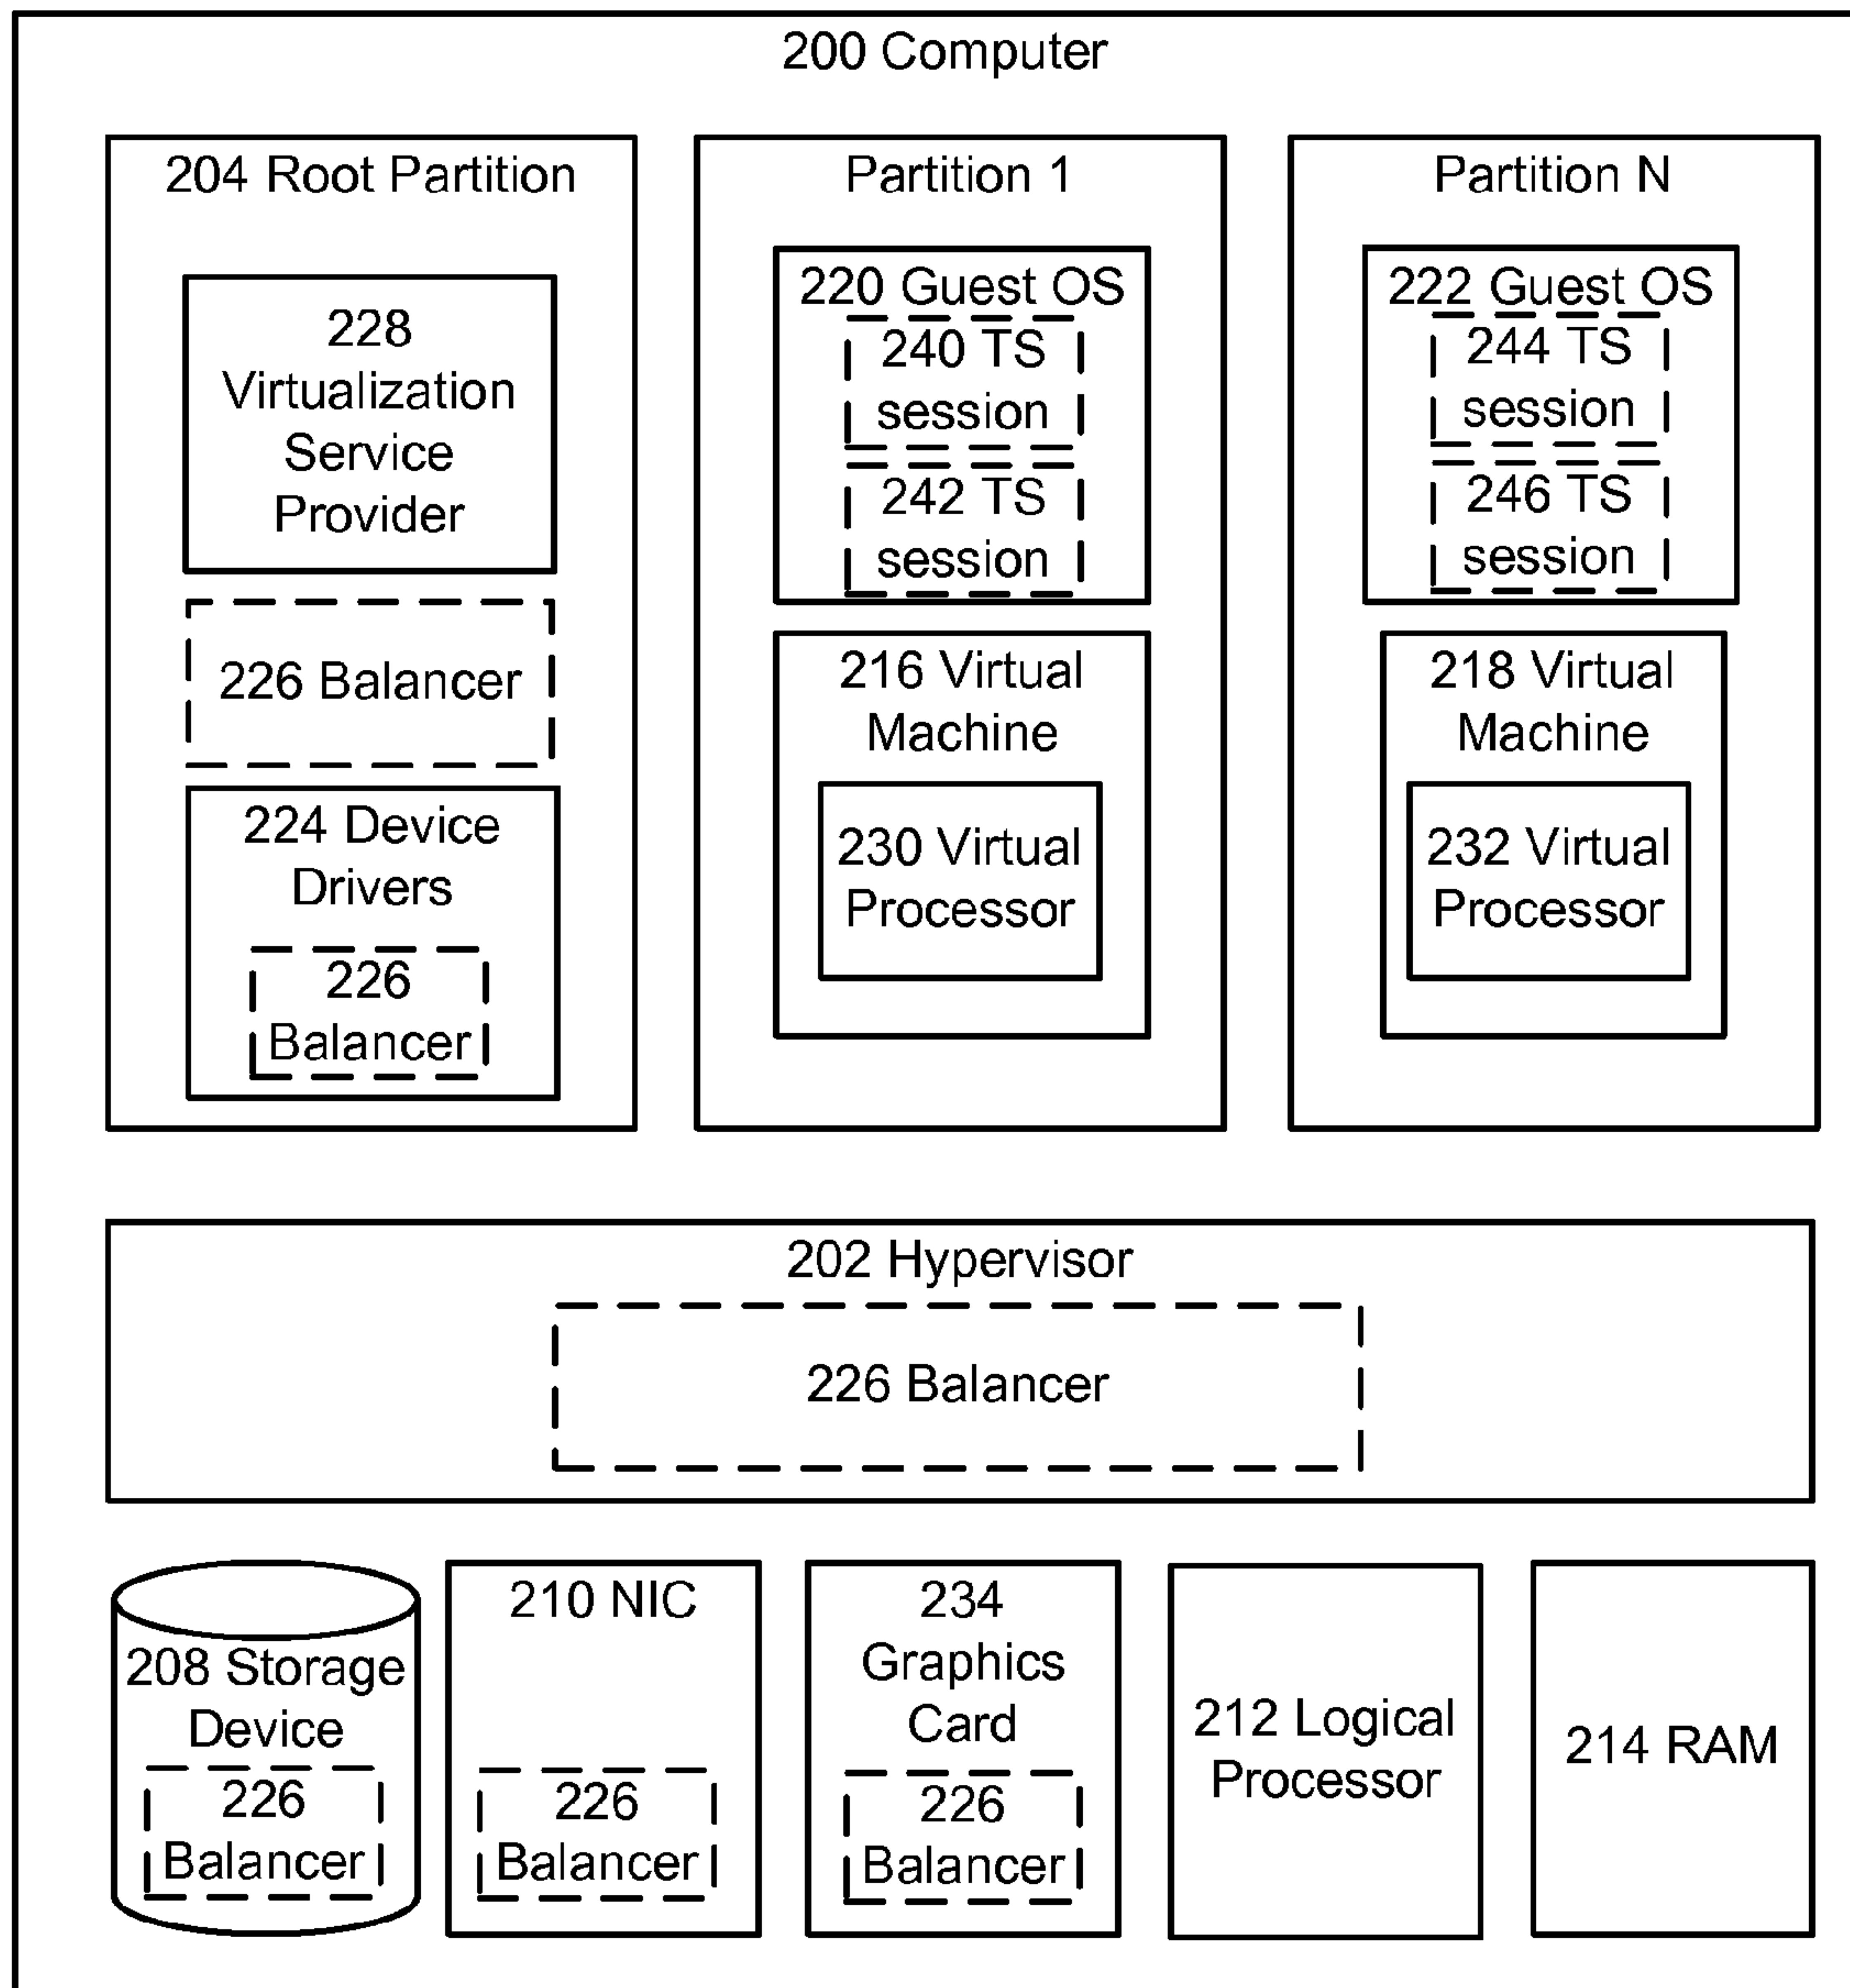 200 Computer
204 Root Partition
228
Virtualization
Service
Provider
226 Balancer
224 Device
Drivers
226
Balancer
Partition 1
220 Guest OS
240 TS
session
242 TS
session
216 Virtual
Machine
230 Virtual
Processor
Partition N
222 Guest OS
244 TS
session
246 TS
session
218 Virtual
Machine
232 Virtual
Processor
202 Hypervisor
226 Balancer
208 Storage
Device
226
Balancer
210 NIC
226
Balancer
234
Graphics
Card
226
Balancer
212 Logical
Processor
214 RAM